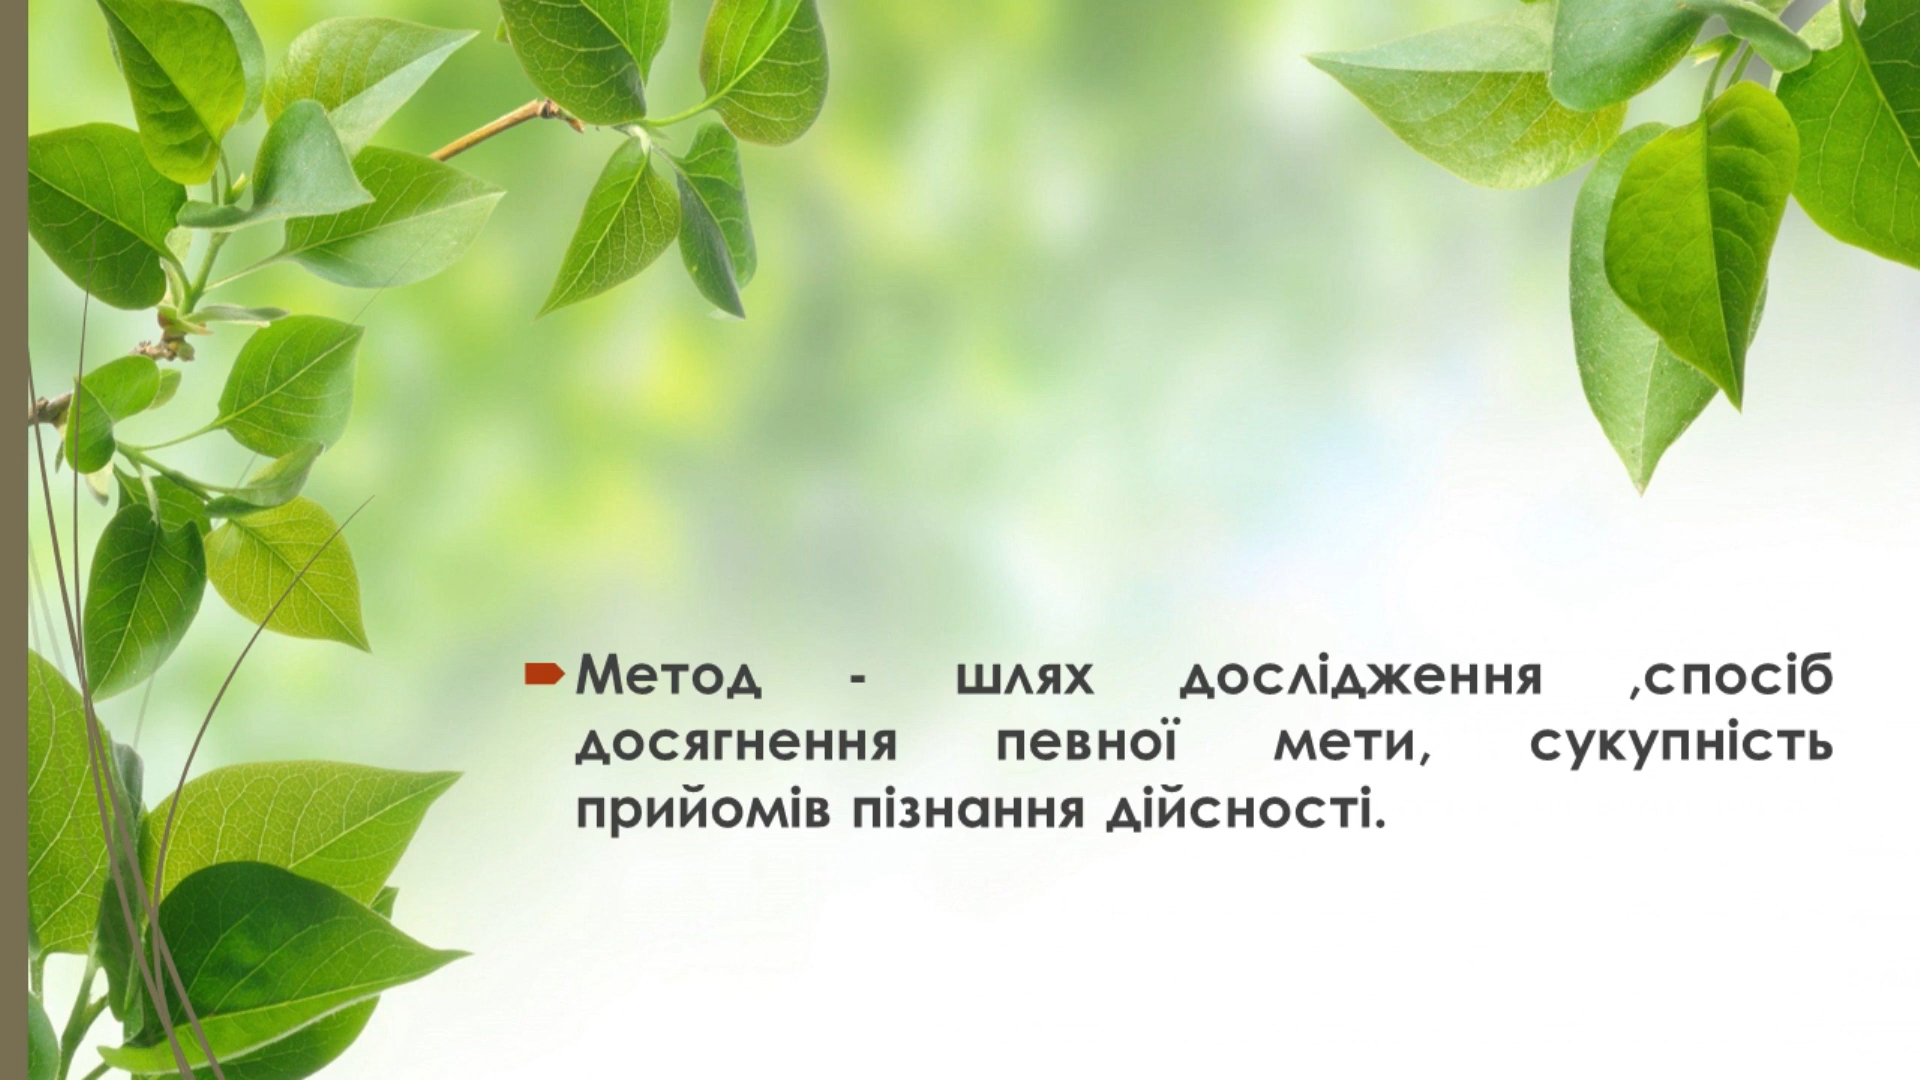 Метод - шлях дослідження ,спосіб
досягнення певної мети, сукупність
прийомів пізнання дійсності.